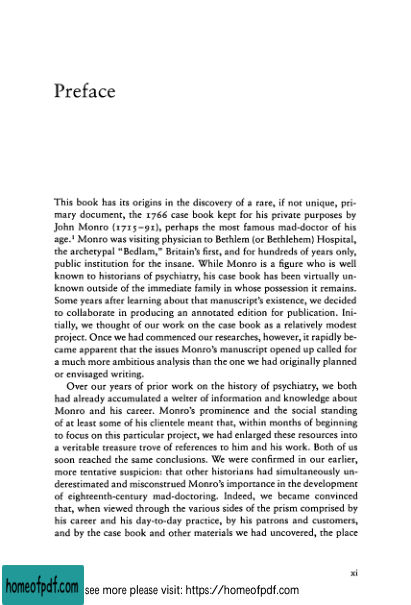 Preface
This book has its origins in the discovery of a rare, if not unique, pri-
mary document, the 1766 case book kept for his private purposes by
John Monro (1715–91), perhaps the most famous mad-doctor of his
age.¹ Monro was visiting physician to Bethlem (or Bethlehem) Hospital,
the archetypal "Bedlam," Britain's first, and for hundreds of years only,
public institution for the insane. While Monro is a figure who is well
known to historians of psychiatry, his case book has been virtually un-
known outside of the immediate family in whose possession it remains.
Some years after learning about that manuscript's existence, we decided
to collaborate in producing an annotated edition for publication. Ini-
tially, we thought of our work on the case book as a relatively modest
project. Once we had commenced our researches, however, it rapidly be-
came apparent that the issues Monro's manuscript opened up called for
a much more ambitious analysis than the one we had originally planned
or envisaged writing.
Over our years of prior work on the history of psychiatry, we both
had already accumulated a welter of information and knowledge about
Monro and his career. Monro's prominence and the social standing
of at least some of his clientele meant that, within months of beginning
to focus on this particular project, we had enlarged these resources into
a veritable treasure trove of references to him and his work. Both of us
soon reached the same conclusions. We were confirmed in our earlier,
more tentative suspicion: that other historians had simultaneously un-
derestimated and misconstrued Monro's importance in the development
of eighteenth-century mad-doctoring. Indeed, we became convinced
that, when viewed through the various sides of the prism comprised by
his career and his day-to-day practice, by his patrons and customers,
and by the case book and other materials we had uncovered, the place
xi
homeofpdf.com
see more please visit: https://homeofpdf.com